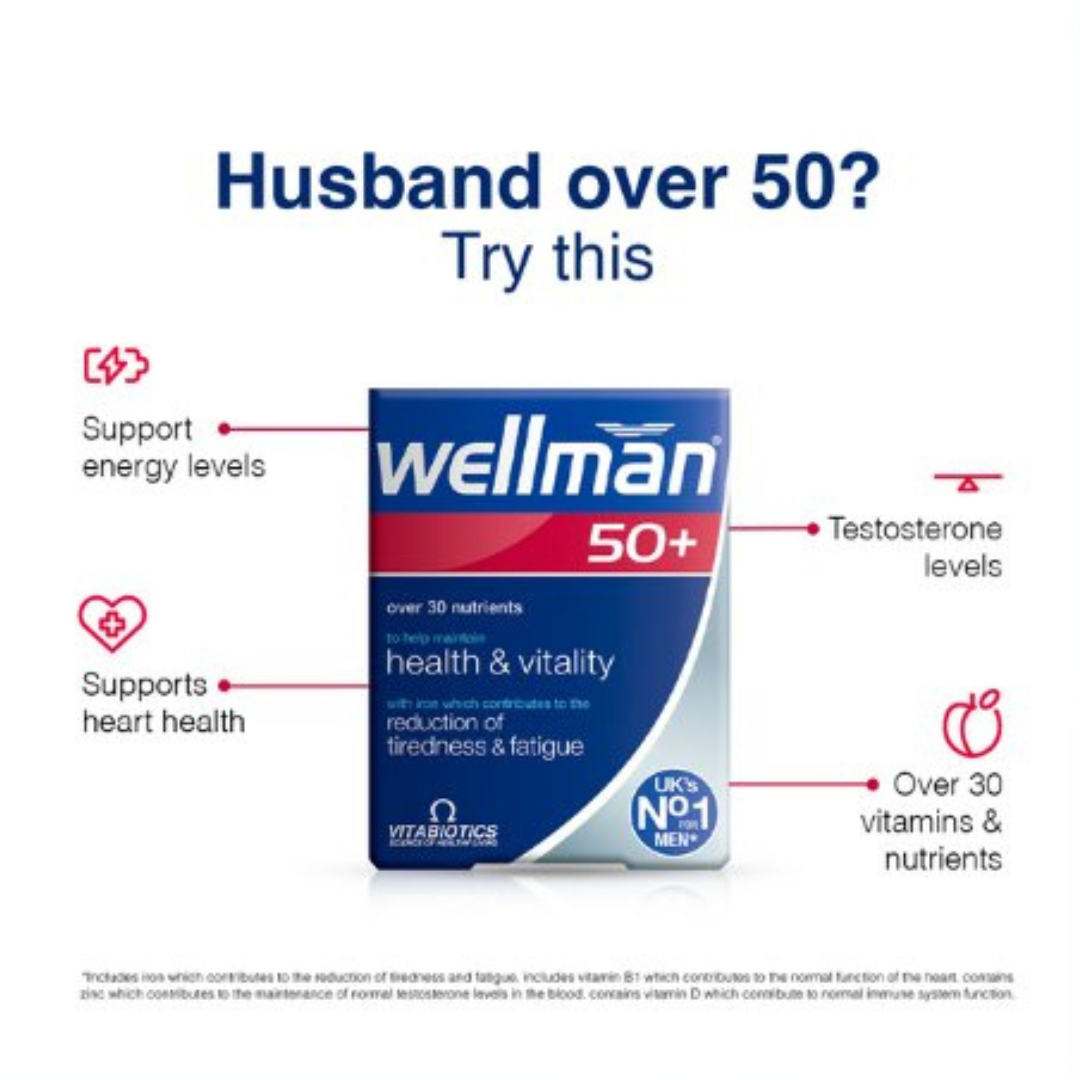 Husband over 50?
Try this
Support
energy levels
Supports
heart health
wellman®
50+
over 30 nutrients
to help maintain
health & vitality
with iron which contributes to the
reduction of
tiredness & fatigue
VITABIOTICS
SCIENCE OF HEALTHY LIVING
UK's
Nº1
FOR
MEN*
Testosterone
levels
Over 30
vitamins &
nutrients
*Includes iron which contributes to the reduction of tiredness and fatigue, includes vitamin B1 which contributes to the normal function of the heart, contains
zinc which contributes to the maintenance of normal testosterone levels in the blood, contains vitamin D which contribute to normal immune system function.